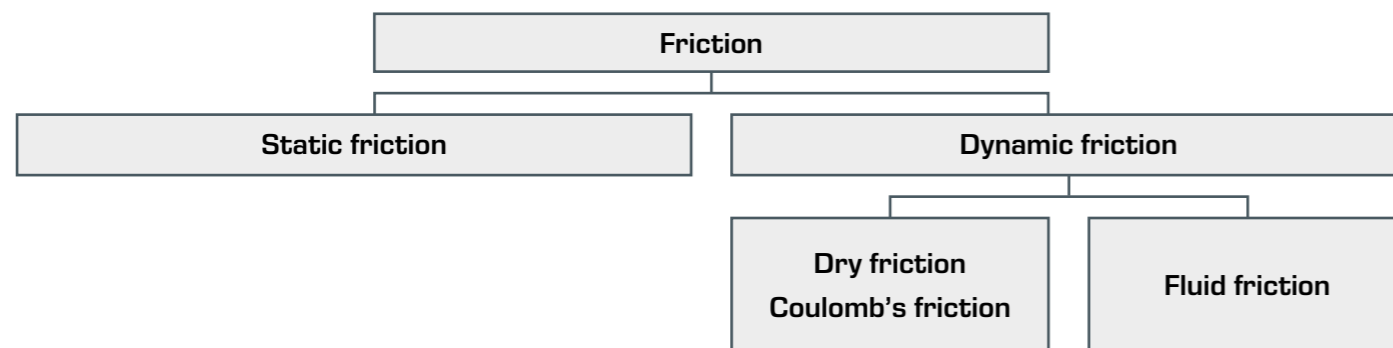 Friction
Static friction
Dynamic friction
Dry friction
Coulomb's friction
Fluid friction